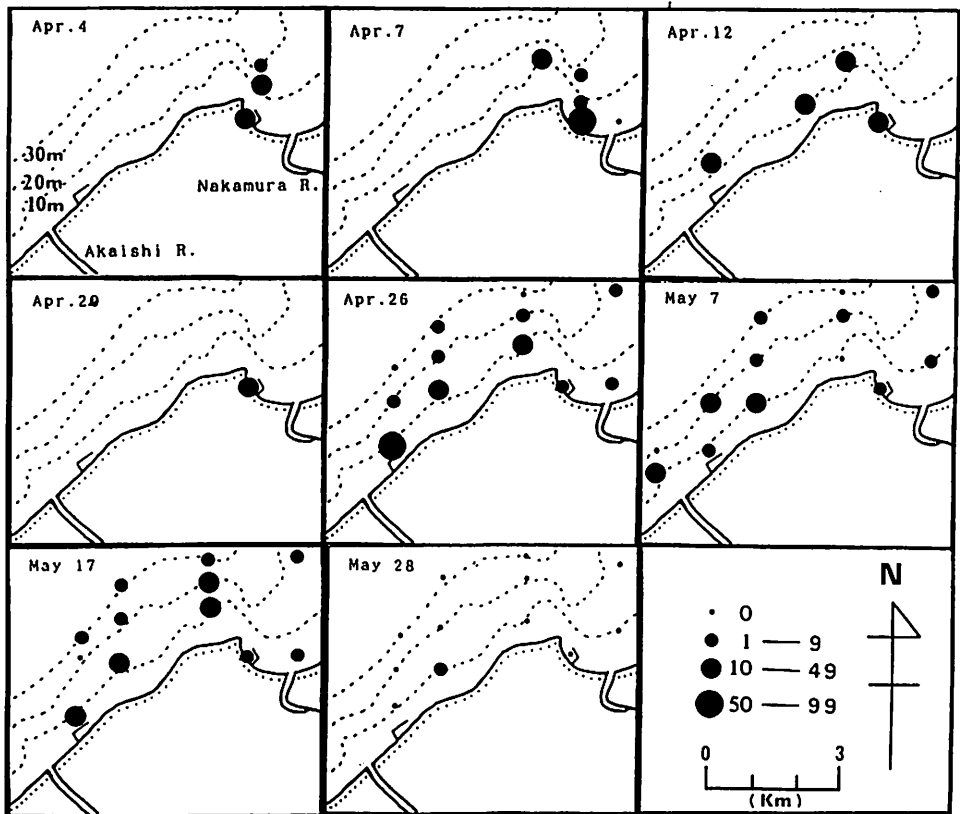 Apr.4
Apr.7
Apr.12
30m
20m
10m
Nakamura R.
Akaishi R.
Apr.20
Apr.26
May 7
May 17
May 28
N
0
1 — 9
10 — 49
50 — 99
0 3
(Km)